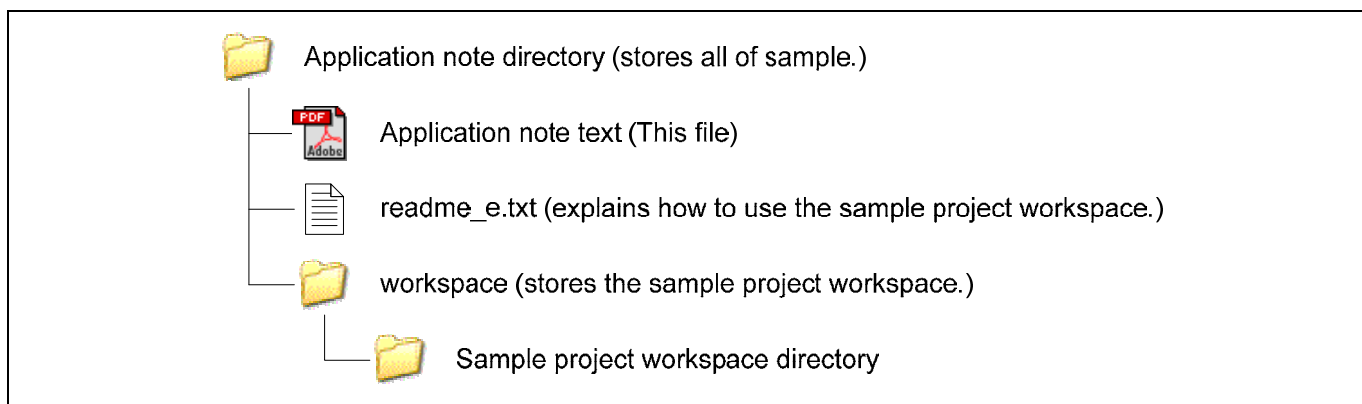 Application note directory (stores all of sample.)
PDF
Adobe
Application note text (This file)
readme_e.txt (explains how to use the sample project workspace.)
workspace (stores the sample project workspace.)
Sample project workspace directory